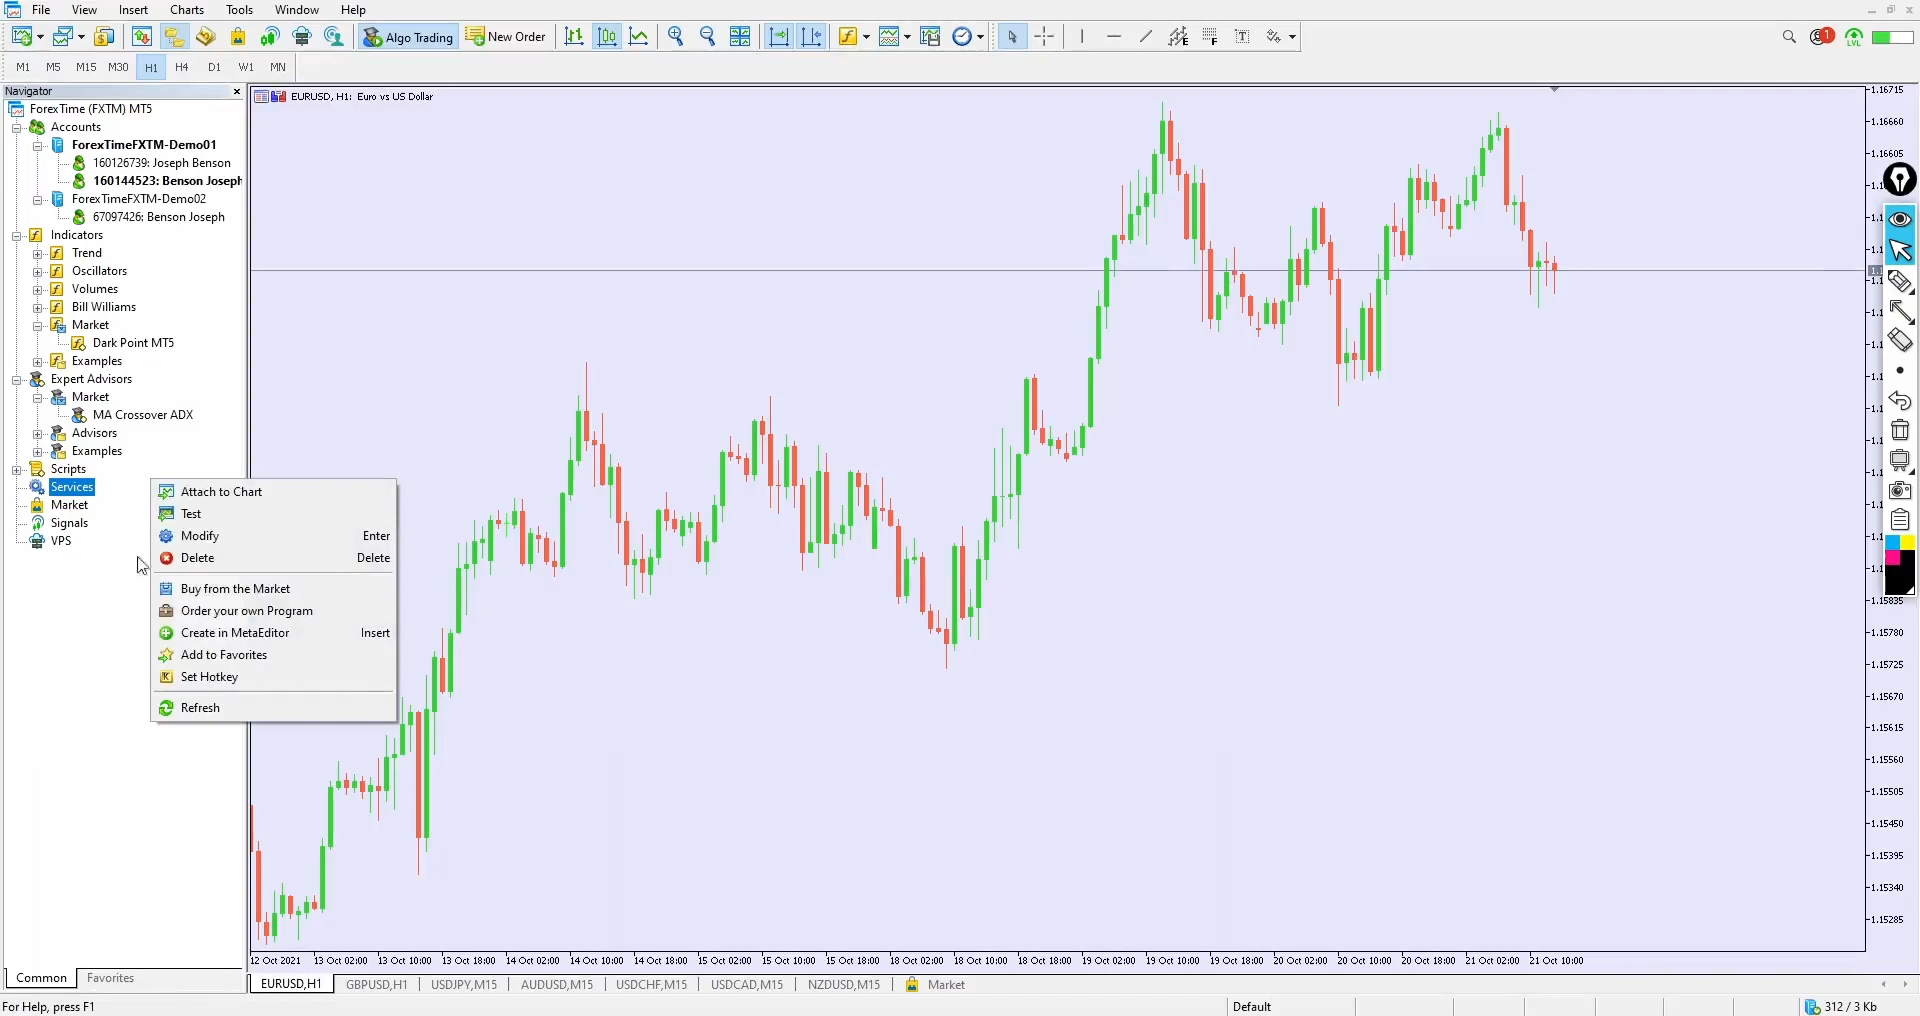 File View Insert Charts Tools Window Help
Algo Trading New Order
1
LVL
M1 M5 M15 M30 H1 H4 D1 W1 MN
Navigator
ForexTime (FXTM) MT5
Accounts
ForexTimeFXTM-Demo01
160126739: Joseph Benson
160144523: Benson Joseph
ForexTimeFXTM-Demo02
67097426: Benson Joseph
Indicators
Trend
Oscillators
Volumes
Bill Williams
Market
Dark Point MT5
Examples
Expert Advisors
Market
MA Crossover ADX
Advisors
Examples
Scripts
Services
Market
Signals
VPS
Attach to Chart
Test
Modify Enter
Delete Delete
Buy from the Market
Order your own Program
Create in MetaEditor Insert
Add to Favorites
Set Hotkey
Refresh
EURUSD, H1: Euro vs US Dollar
1.16715
1.16660
1.16605
1.15835
1.15780
1.15725
1.15670
1.15615
1.15560
1.15505
1.15450
1.15395
1.15340
1.15285
12 Oct 2021 13 Oct 02:00 13 Oct 10:00 13 Oct 18:00 14 Oct 02:00 14 Oct 10:00 14 Oct 18:00 15 Oct 02:00 15 Oct 10:00 15 Oct 18:00 18 Oct 02:00 18 Oct 10:00 18 Oct 18:00 19 Oct 02:00 19 Oct 10:00 19 Oct 18:00 20 Oct 02:00 20 Oct 10:00 20 Oct 18:00 21 Oct 02:00 21 Oct 10:00
Common Favorites
EURUSD,H1 GBPUSD,H1 USDJPY,M15 AUDUSD,M15 USDCHF,M15 USDCAD,M15 NZDUSD,M15 Market
For Help, press F1
Default
312 / 3 Kb